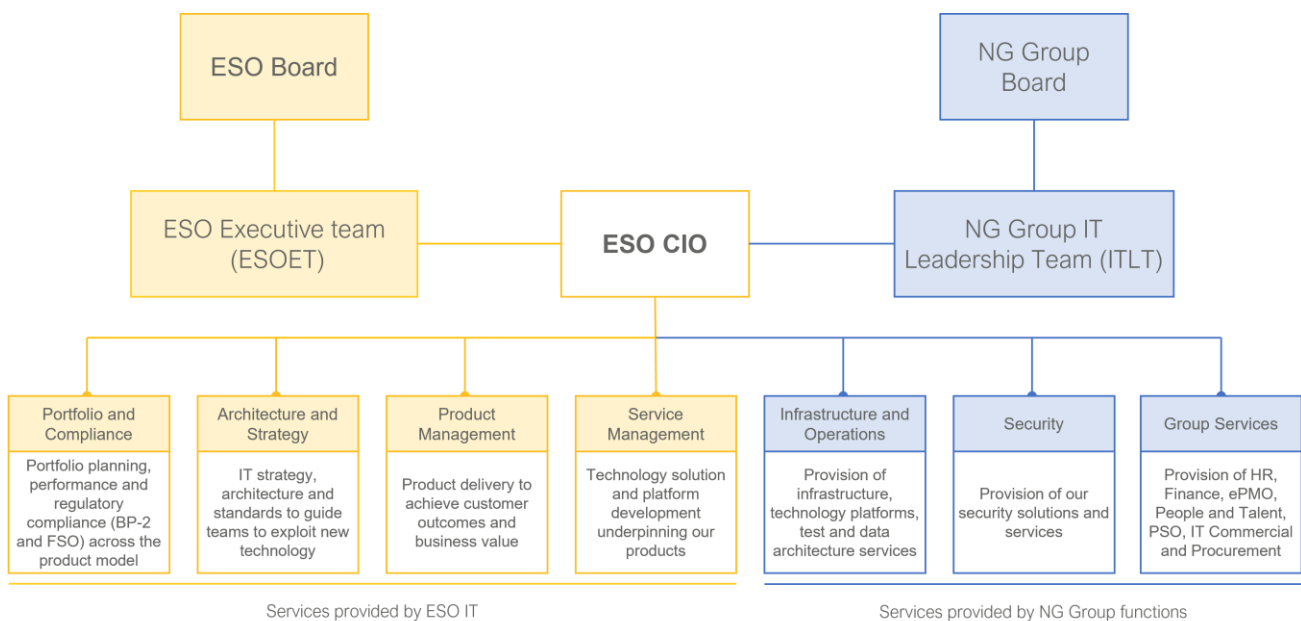 ESO Board
NG Group
Board
ESO Executive team
(ESOET)
ESO CIO
NG Group IT
Leadership Team (ITLT)
Portfolio and
Compliance
Portfolio planning,
performance and
regulatory
compliance (BP-2
and FSO) across the
product model
Architecture and
Strategy
IT strategy,
architecture and
standards to guide
teams to exploit new
technology
Product
Management
Product delivery to
achieve customer
outcomes and
business value
Service
Management
Technology solution
and platform
development
underpinning our
products
Infrastructure and
Operations
Provision of
infrastructure,
technology platforms,
test and data
architecture services
Security
Provision of our
security solutions and
services
Group Services
Provision of HR,
Finance, ePMO,
People and Talent,
PSO, IT Commercial
and Procurement
Services provided by ESO IT
Services provided by NG Group functions